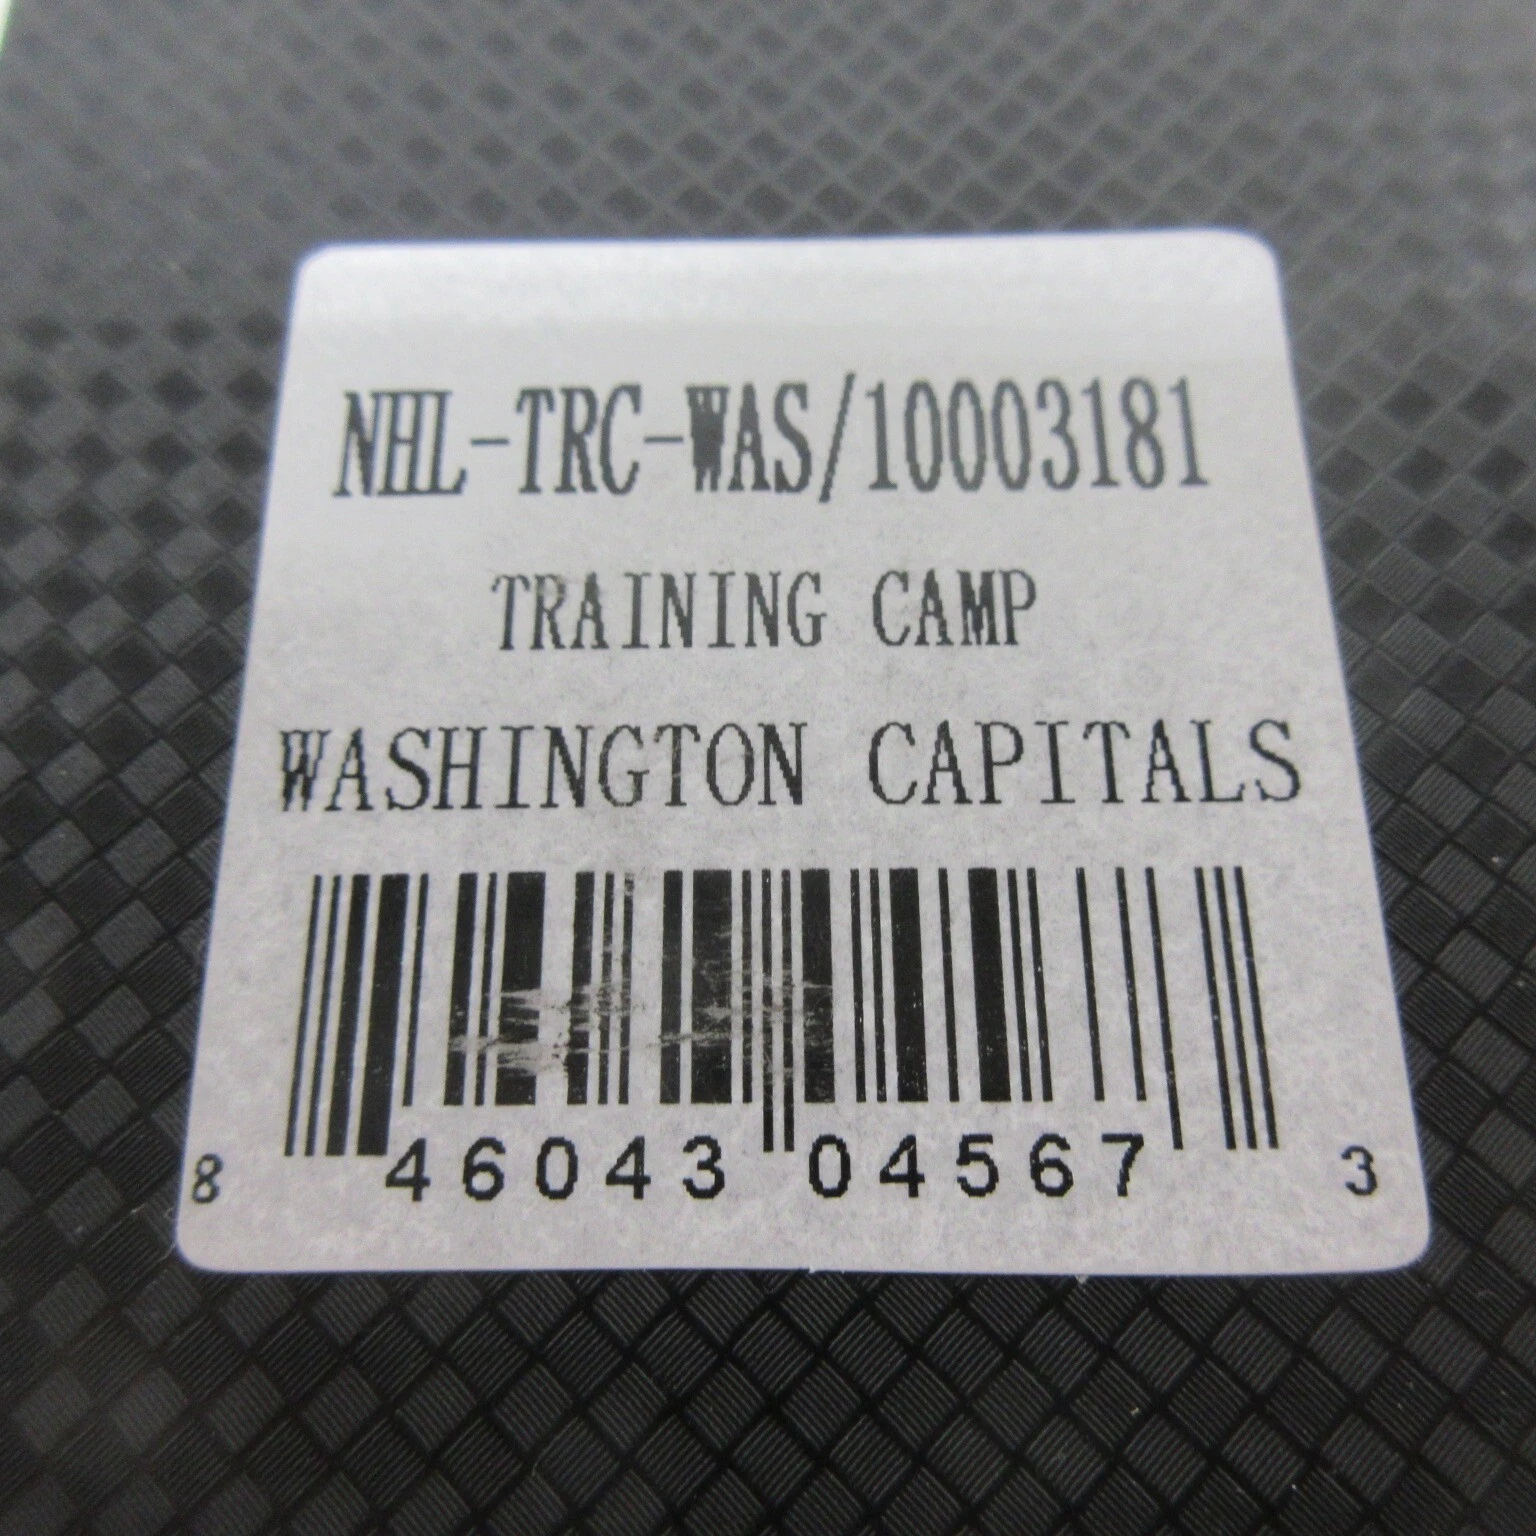 NHL-TRC-WAS/10003181
TRAINING CAMP
WASHINGTON CAPITALS
8 46043 04567 3